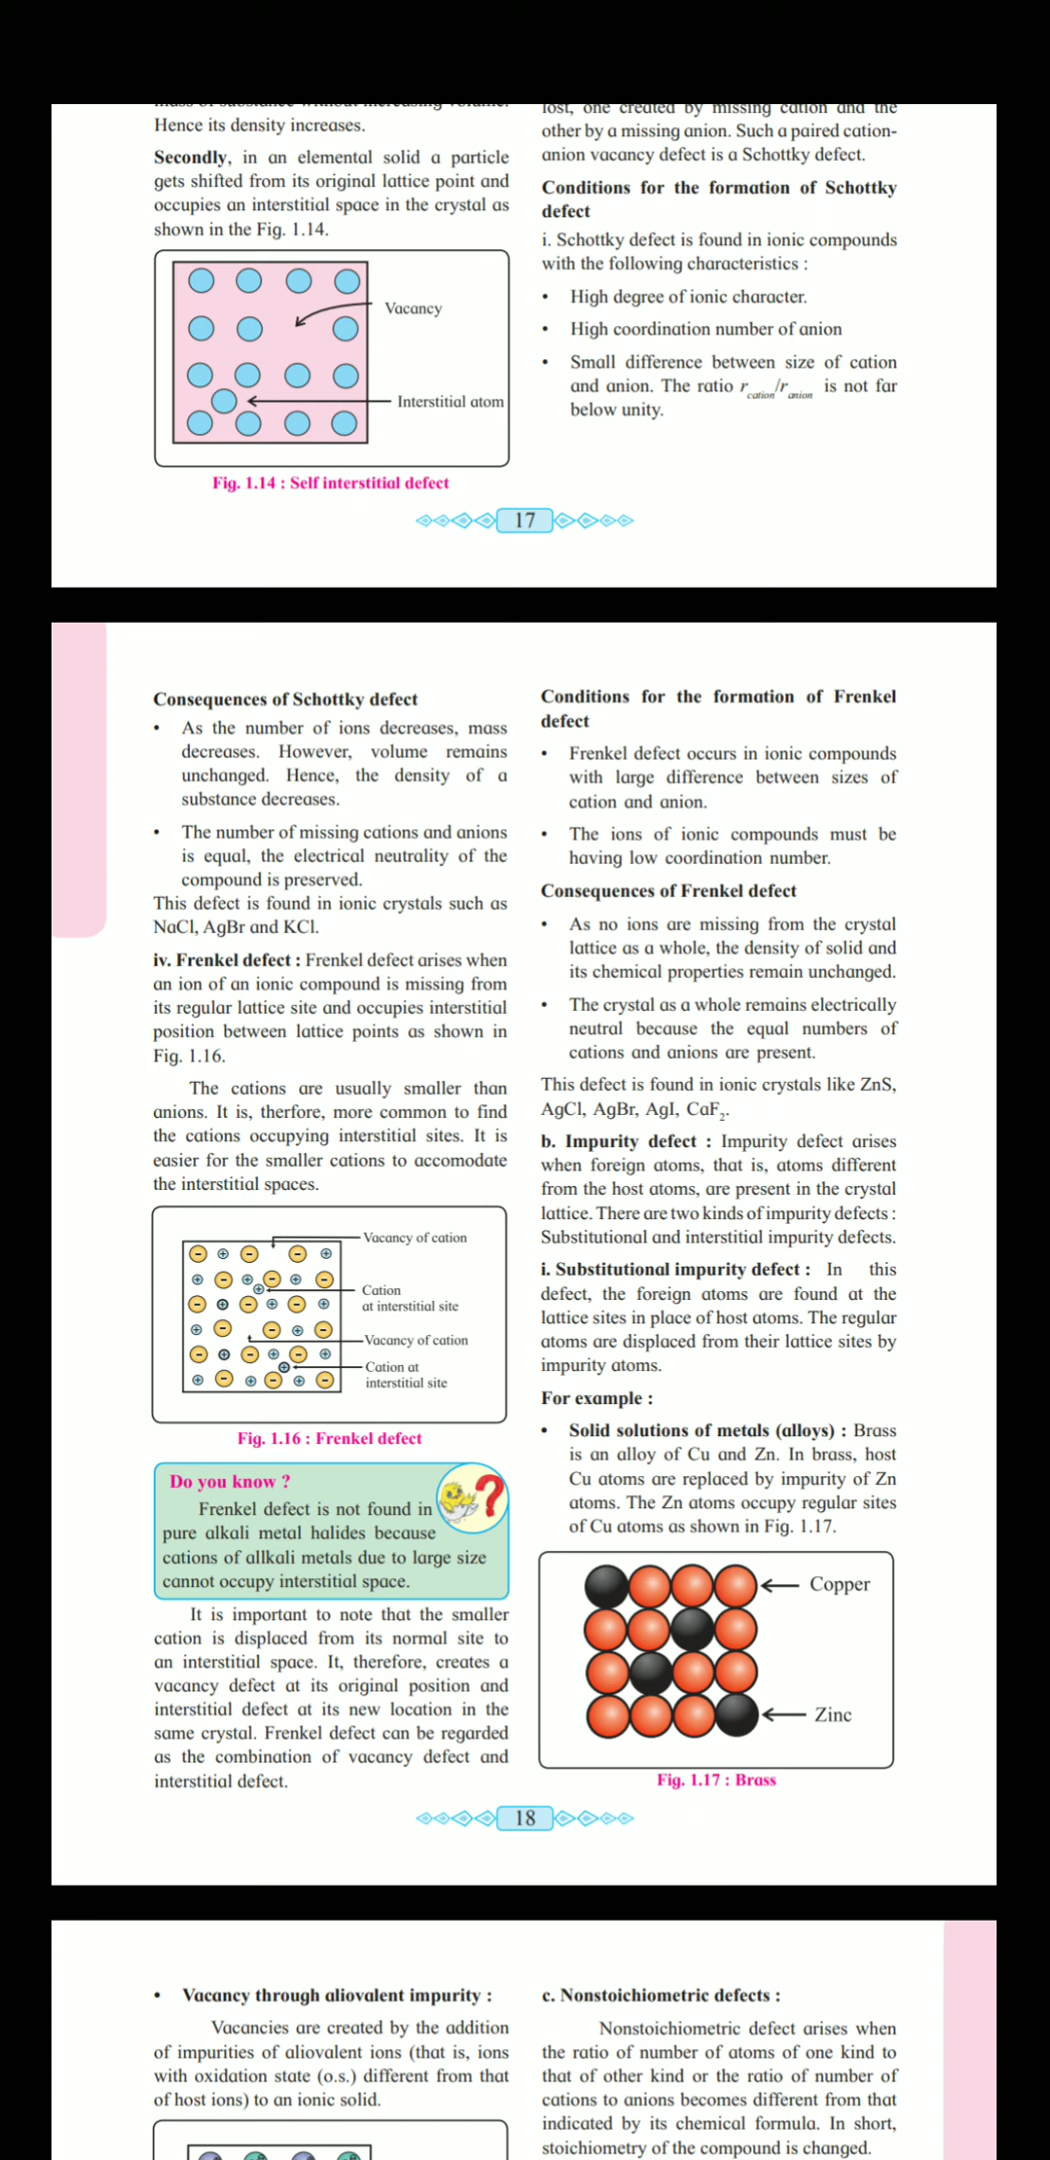 mass of substance without increasing volume.
Hence its density increases.
Secondly, in an elemental solid a particle
gets shifted from its original lattice point and
occupies an interstitial space in the crystal as
shown in the Fig. 1.14.
Vacancy
Interstitial atom
Fig. 1.14 : Self interstitial defect
lost, one created by missing cation and the
other by a missing anion. Such a paired cation-
anion vacancy defect is a Schottky defect.
Conditions for the formation of Schottky
defect
i. Schottky defect is found in ionic compounds
with the following characteristics :
• High degree of ionic character.
• High coordination number of anion
• Small difference between size of cation
and anion. The ratio r cation/r anion is not far
below unity.
17
Consequences of Schottky defect
• As the number of ions decreases, mass
decreases. However, volume remains
unchanged. Hence, the density of a
substance decreases.
• The number of missing cations and anions
is equal, the electrical neutrality of the
compound is preserved.
This defect is found in ionic crystals such as
NaCl, AgBr and KCl.
iv. Frenkel defect : Frenkel defect arises when
an ion of an ionic compound is missing from
its regular lattice site and occupies interstitial
position between lattice points as shown in
Fig. 1.16.
The cations are usually smaller than
anions. It is, therfore, more common to find
the cations occupying interstitial sites. It is
easier for the smaller cations to accomodate
the interstitial spaces.
Vacancy of cation
Cation
at interstitial site
Vacancy of cation
Cation at
interstitial site
Fig. 1.16 : Frenkel defect
Do you know ?
Frenkel defect is not found in
pure alkali metal halides because
cations of allkali metals due to large size
cannot occupy interstitial space.
It is important to note that the smaller
cation is displaced from its normal site to
an interstitial space. It, therefore, creates a
vacancy defect at its original position and
interstitial defect at its new location in the
same crystal. Frenkel defect can be regarded
as the combination of vacancy defect and
interstitial defect.
Conditions for the formation of Frenkel
defect
• Frenkel defect occurs in ionic compounds
with large difference between sizes of
cation and anion.
• The ions of ionic compounds must be
having low coordination number.
Consequences of Frenkel defect
• As no ions are missing from the crystal
lattice as a whole, the density of solid and
its chemical properties remain unchanged.
• The crystal as a whole remains electrically
neutral because the equal numbers of
cations and anions are present.
This defect is found in ionic crystals like ZnS,
AgCl, AgBr, AgI, CaF₂.
b. Impurity defect : Impurity defect arises
when foreign atoms, that is, atoms different
from the host atoms, are present in the crystal
lattice. There are two kinds of impurity defects :
Substitutional and interstitial impurity defects.
i. Substitutional impurity defect : In this
defect, the foreign atoms are found at the
lattice sites in place of host atoms. The regular
atoms are displaced from their lattice sites by
impurity atoms.
For example :
• Solid solutions of metals (alloys) : Brass
is an alloy of Cu and Zn. In brass, host
Cu atoms are replaced by impurity of Zn
atoms. The Zn atoms occupy regular sites
of Cu atoms as shown in Fig. 1.17.
Copper
Zinc
Fig. 1.17 : Brass
18
• Vacancy through aliovalent impurity :
Vacancies are created by the addition
of impurities of aliovalent ions (that is, ions
with oxidation state (o.s.) different from that
of host ions) to an ionic solid.
c. Nonstoichiometric defects :
Nonstoichiometric defect arises when
the ratio of number of atoms of one kind to
that of other kind or the ratio of number of
cations to anions becomes different from that
indicated by its chemical formula. In short,
stoichiometry of the compound is changed.